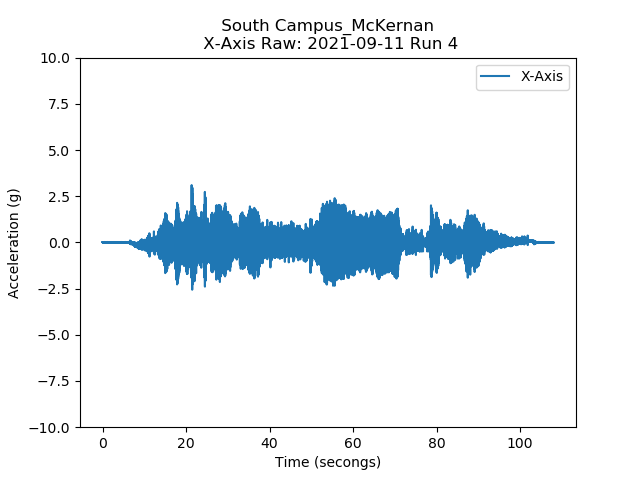 South Campus_McKernan
X-Axis Raw: 2021-09-11 Run 4
X-Axis
10.0
7.5
5.0
2.5
0.0
−2.5
−5.0
−7.5
−10.0
Acceleration (g)
0 20 40 60 80 100
Time (secongs)